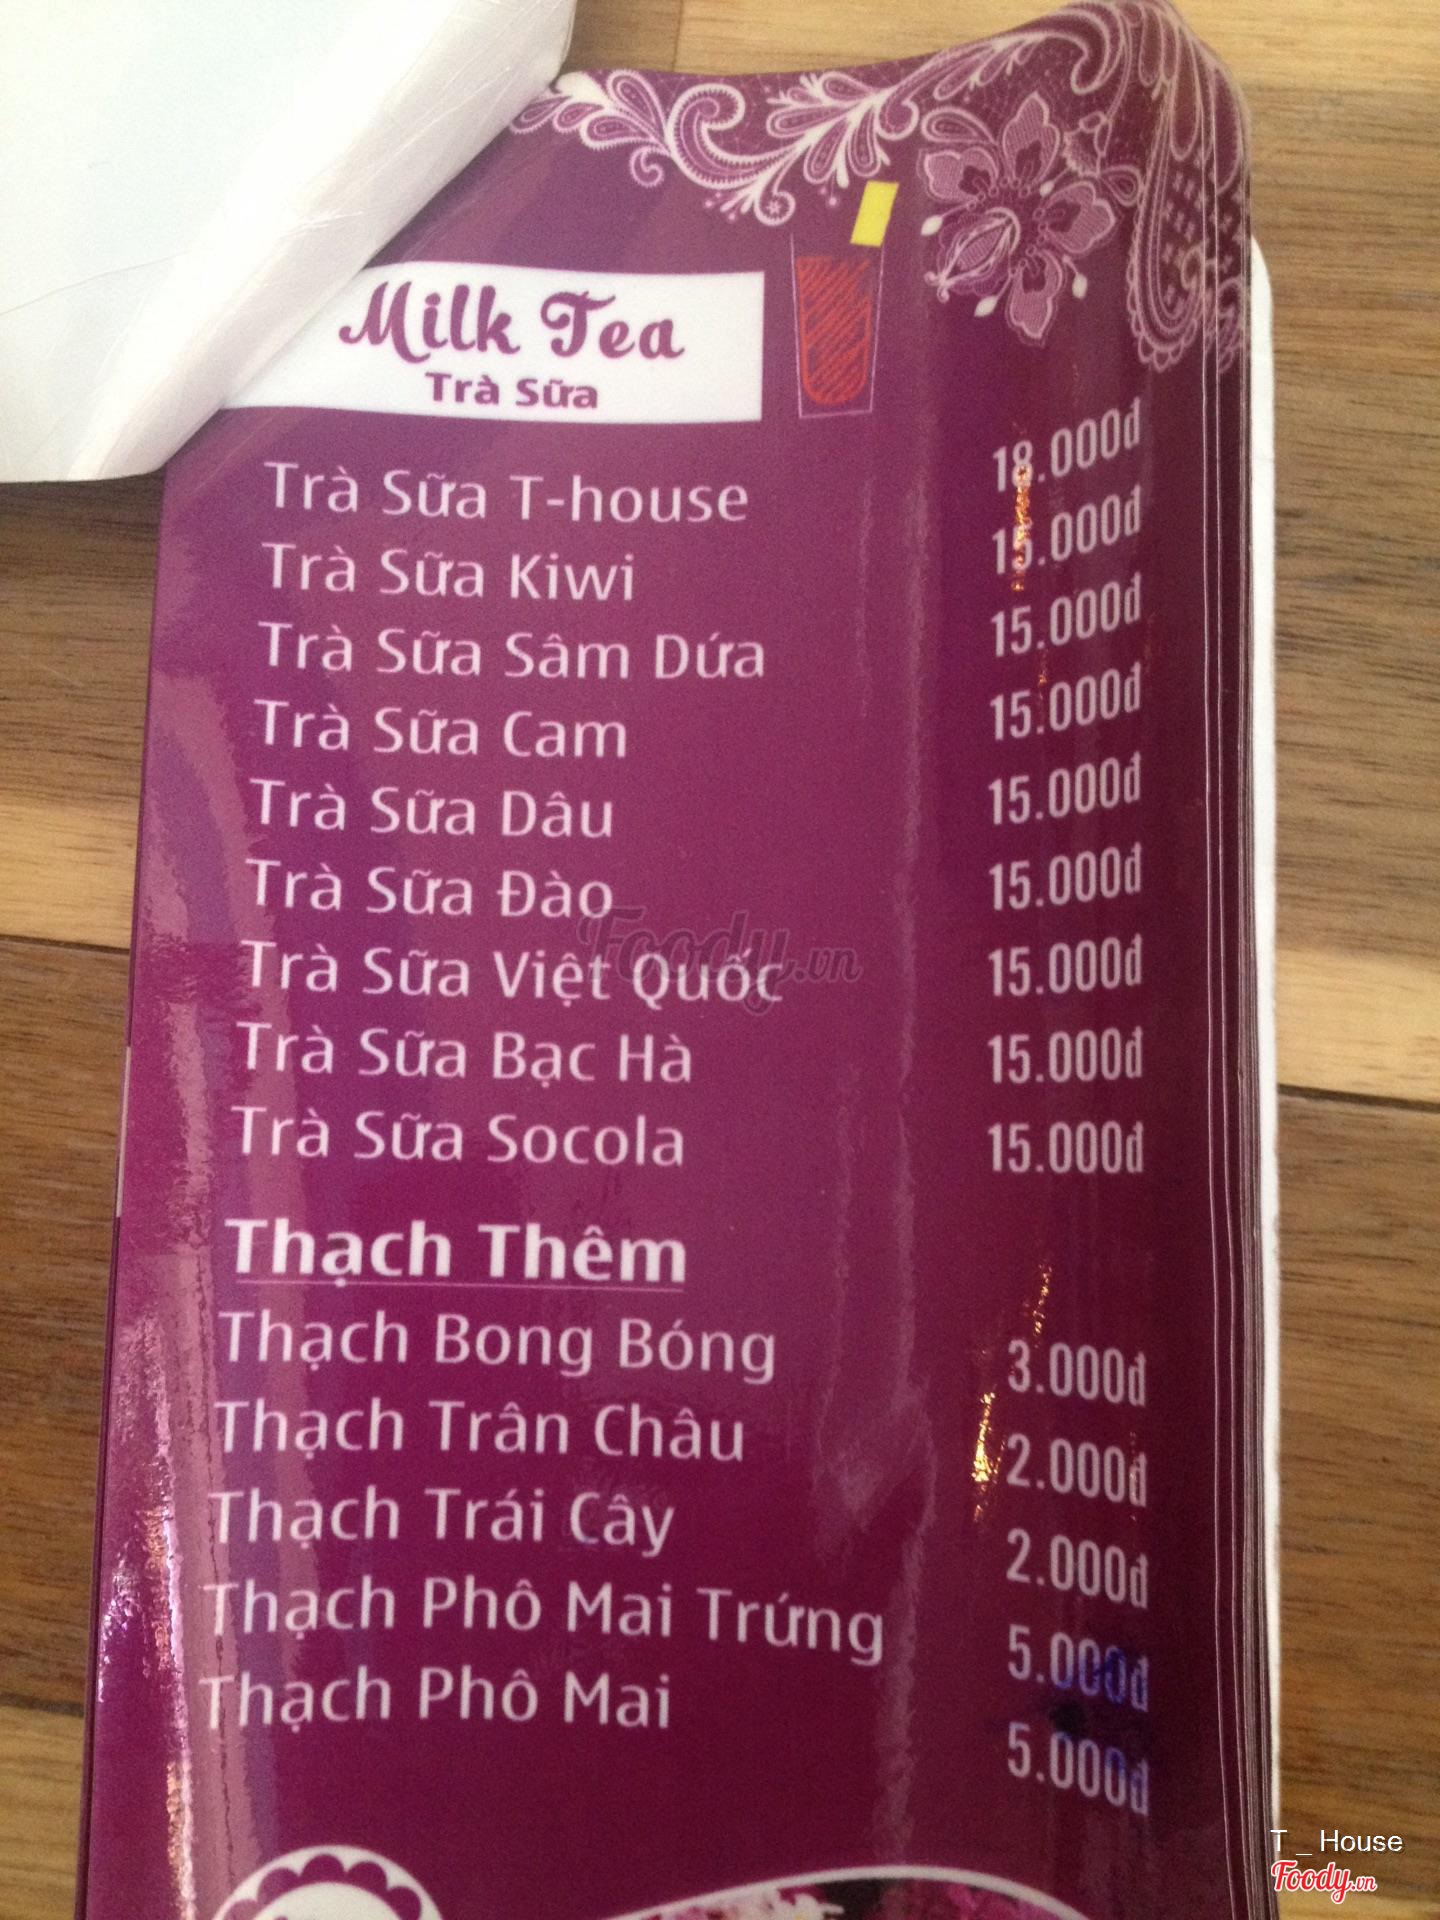 Milk Tea
Trà Sữa
Trà Sữa T-house 18.000đ
Trà Sữa Kiwi 15.000đ
Trà Sữa Sâm Dứa 15.000đ
Trà Sữa Cam 15.000đ
Trà Sữa Dâu 15.000đ
Trà Sữa Đào 15.000đ
Trà Sữa Việt Quốc 15.000đ
Trà Sữa Bạc Hà 15.000đ
Trà Sữa Socola 15.000đ
Thạch Thêm
Thạch Bong Bóng 3.000đ
Thạch Trân Châu 2.000đ
Thạch Trái Cây 2.000đ
Thạch Phô Mai Trứng 5.000đ
Thạch Phô Mai 5.000đ
Foody.vn
T _ House
Foody.vn